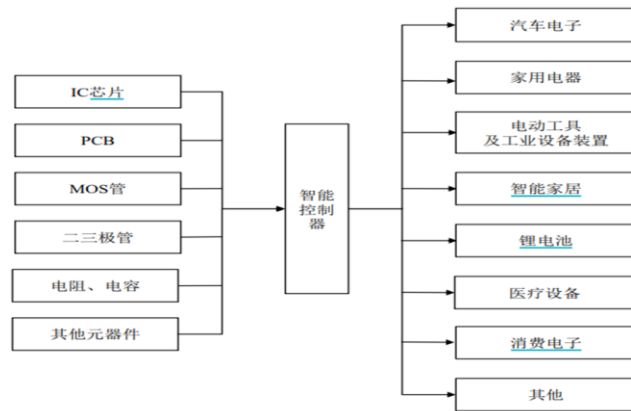 IC芯片
PCB
MOS管
二三极管
电阻、电容
其他元器件
智能
控制
器
汽车电子
家用电器
电动工具
及工业设备装置
智能家居
锂电池
医疗设备
消费电子
其他